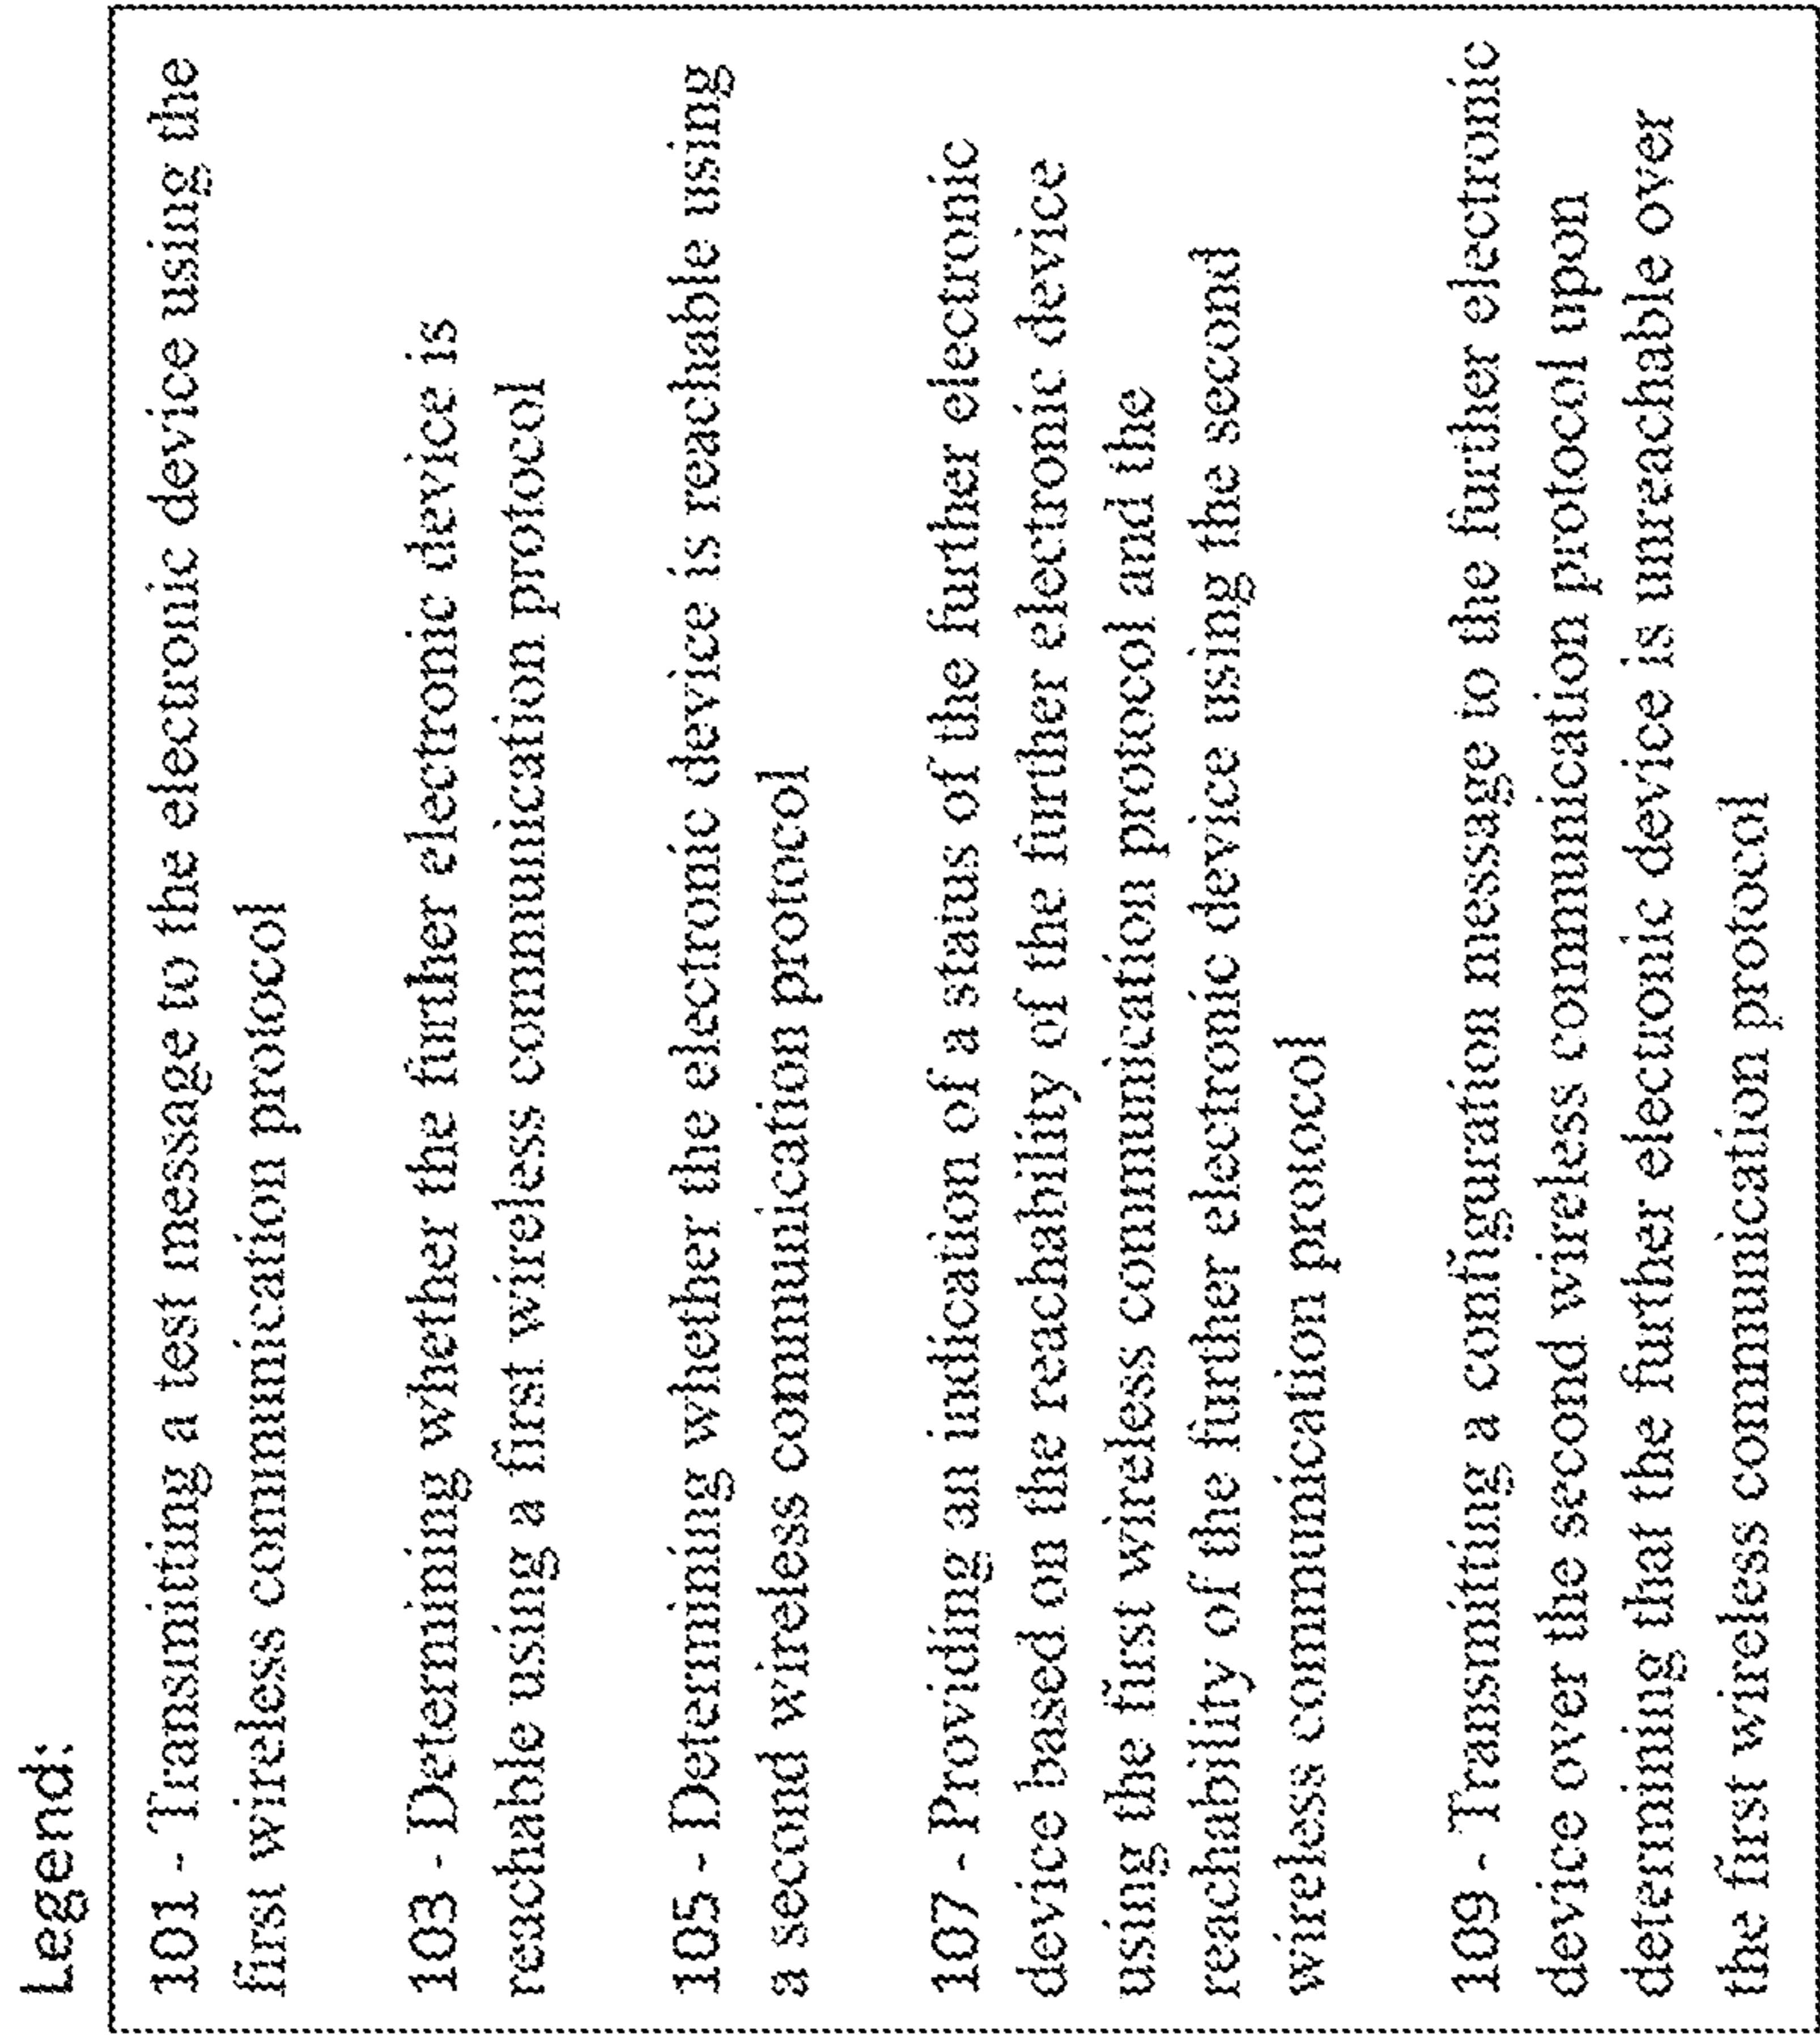 Legend:
101 - Transmitting a test message to the electronic device using the
first wireless communication protocol
103 - Determining whether the further electronic device is
reachable using a first wireless communication protocol
105 - Determining whether the electronic device is reachable using
a second wireless communication protocol
107 - Providing an indication of a status of the further electronic
device based on the reachability of the further electronic device
using the first wireless communication protocol and the
reachability of the further electronic device using the second
wireless communication protocol
109 - Transmitting a configuration message to the further electronic
device over the second wireless communication protocol upon
determining that the further electronic device is unreachable over
the first wireless communication protocol